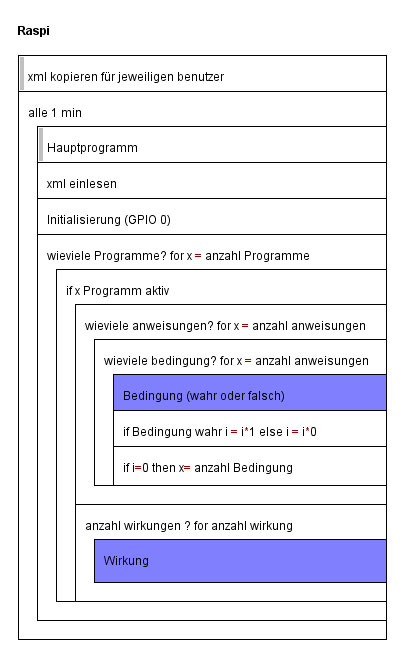 Raspi
xml kopieren für jeweiligen benutzer
alle 1 min
Hauptprogramm
xml einlesen
Initialisierung (GPIO 0)
wieviele Programme? for x = anzahl Programme
if x Programm aktiv
wieviele anweisungen? for x = anzahl anweisungen
wieviele bedingung? for x = anzahl anweisungen
Bedingung (wahr oder falsch)
if Bedingung wahr i = i*1 else i = i*0
if i=0 then x= anzahl Bedingung
anzahl wirkungen ? for anzahl wirkung
Wirkung